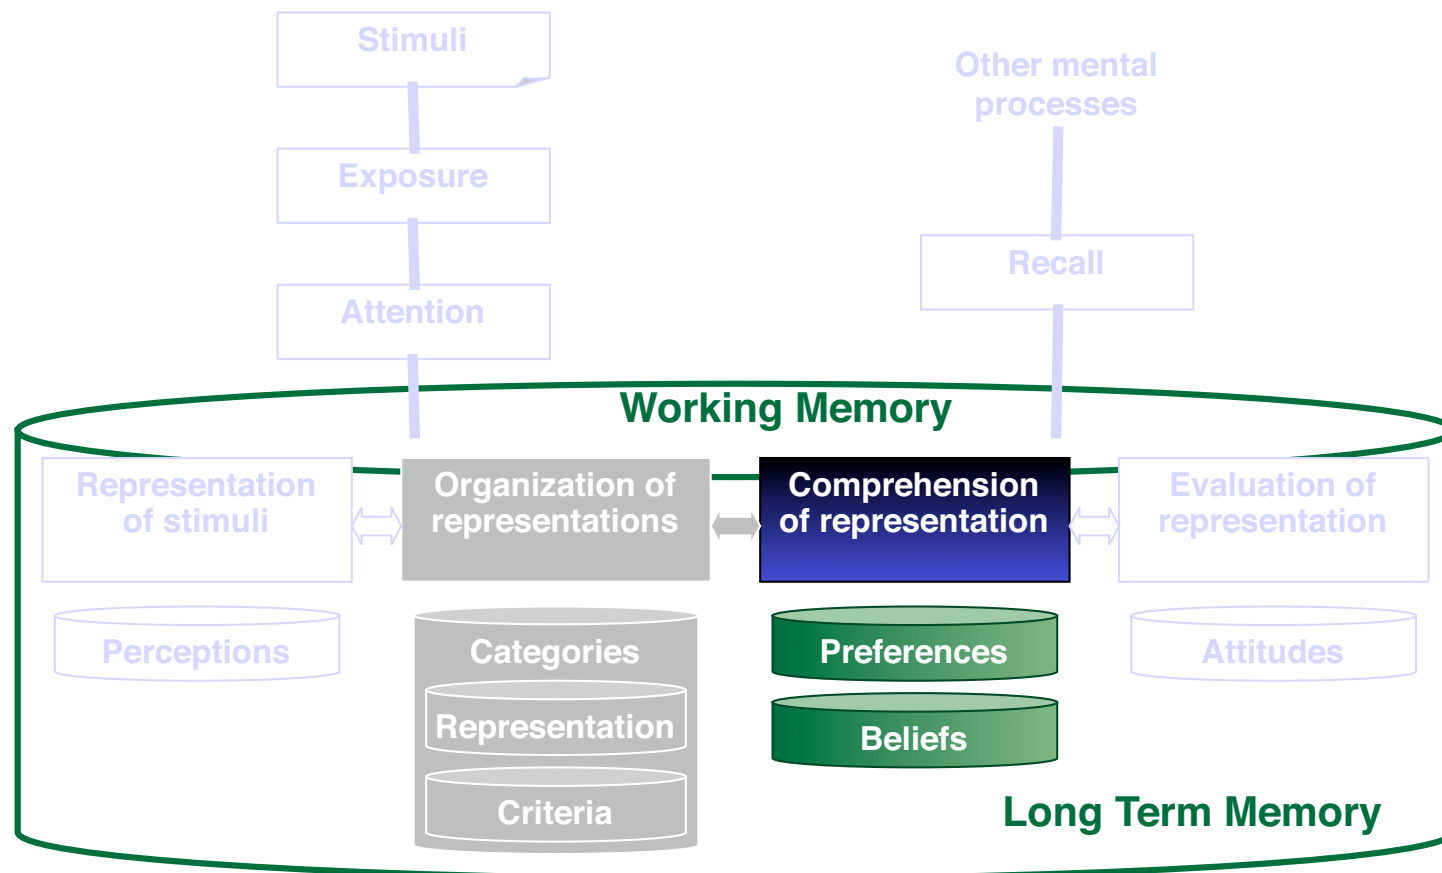 Stimuli
Other mental
processes
Exposure
Recall
Attention
Working Memory
Representation
of stimuli
Organization of
representations
Comprehension
of representation
Evaluation of
representation
Perceptions
Categories
Representation
Criteria
Preferences
Beliefs
Attitudes
Long Term Memory